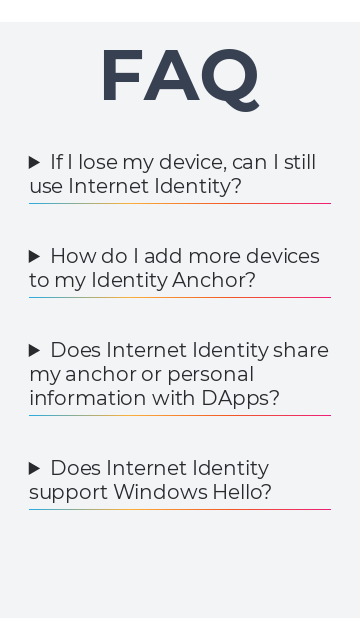 FAQ
If I lose my device, can I still
use Internet Identity?
How do I add more devices
to my Identity Anchor?
Does Internet Identity share
my anchor or personal
information with DApps?
Does Internet Identity
support Windows Hello?